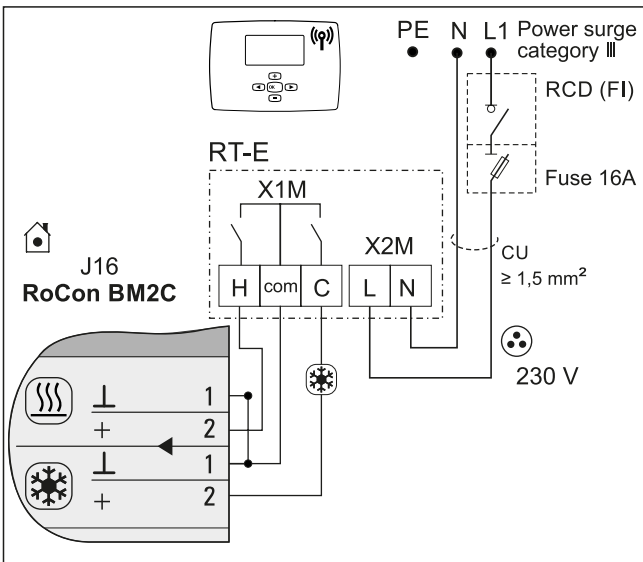 PE N L1 Power surge
category III
RCD (FI)
OK
RT-E
Fuse 16A
X1M
X2M
CU
≥ 1,5 mm²
J16
RoCon BM2C
H com C L N
230 V
⊥ 1
+ 2
⊥ 1
+ 2